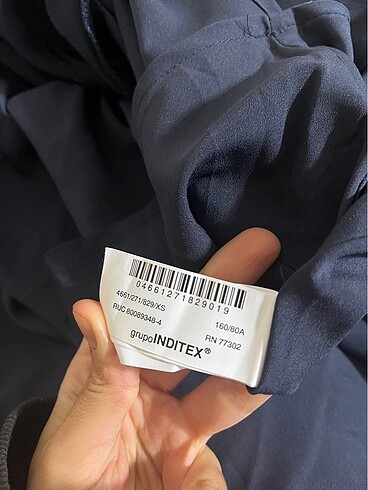 04661271829019
4661/271/829/XS
160/80A
RUC 80089348-4
RN 77302
grupoINDITEX®